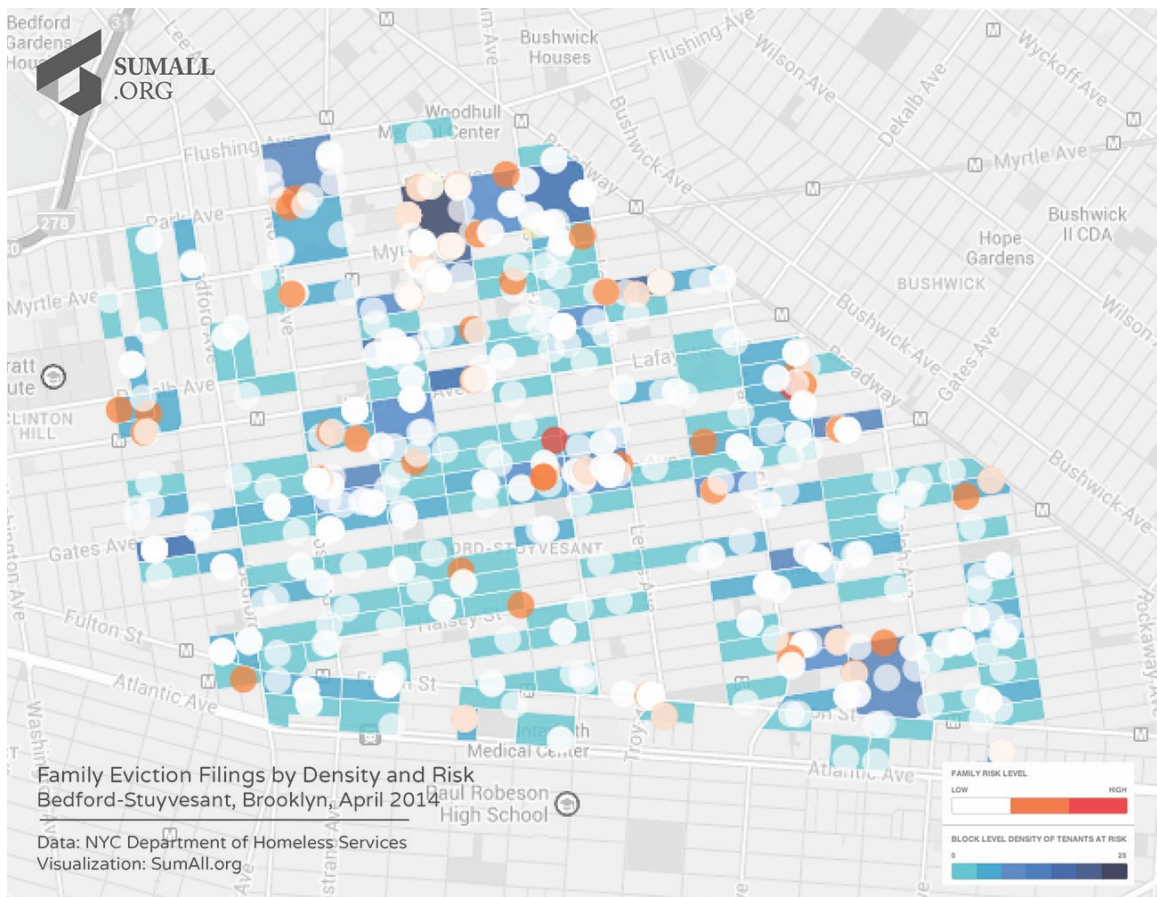 Bedford
Gardens
31
Lee Ave
SUMALL
.ORG
Bushwick
Houses
Flushing Ave
Wilson Ave
Wyckoff Ave
Dekalb Ave
Woodhull
Medical Center
Bushwick Ave
Broadway
Flushing Ave
Myrtle Ave
278
Park Ave
Bushwick
II CDA
Hope
Gardens
BUSHWICK
Myrtle Ave
Bushwick Ave
Gates Ave
Lafayette
Broadway
CLINTON
HILL
Bushwick Ave
Gates Ave
BEDFORD-STUYVESANT
Fulton St
Halsey St
Rockaway Ave
Atlantic Ave
Troy
Medical Center
Atlantic Ave
Family Eviction Filings by Density and Risk
Bedford-Stuyvesant, Brooklyn, April 2014
Paul Robeson
High School
Data: NYC Department of Homeless Services
Visualization: SumAll.org
FAMILY RISK LEVEL
LOW HIGH
BLOCK LEVEL DENSITY OF TENANTS AT RISK
0 25